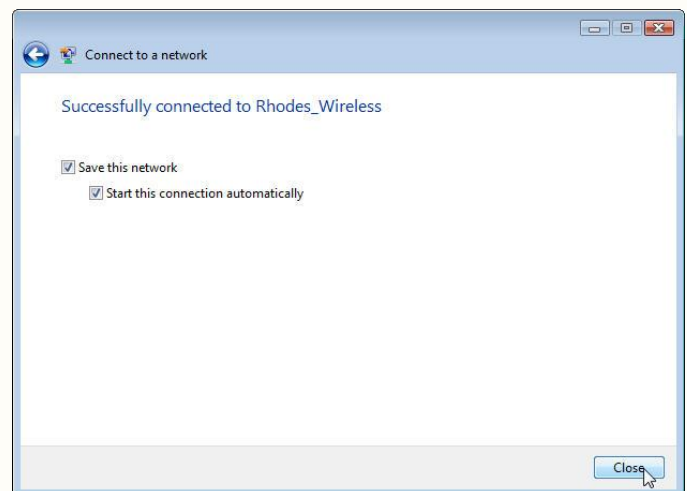 Connect to a network
Successfully connected to Rhodes_Wireless
Save this network
Start this connection automatically
Close